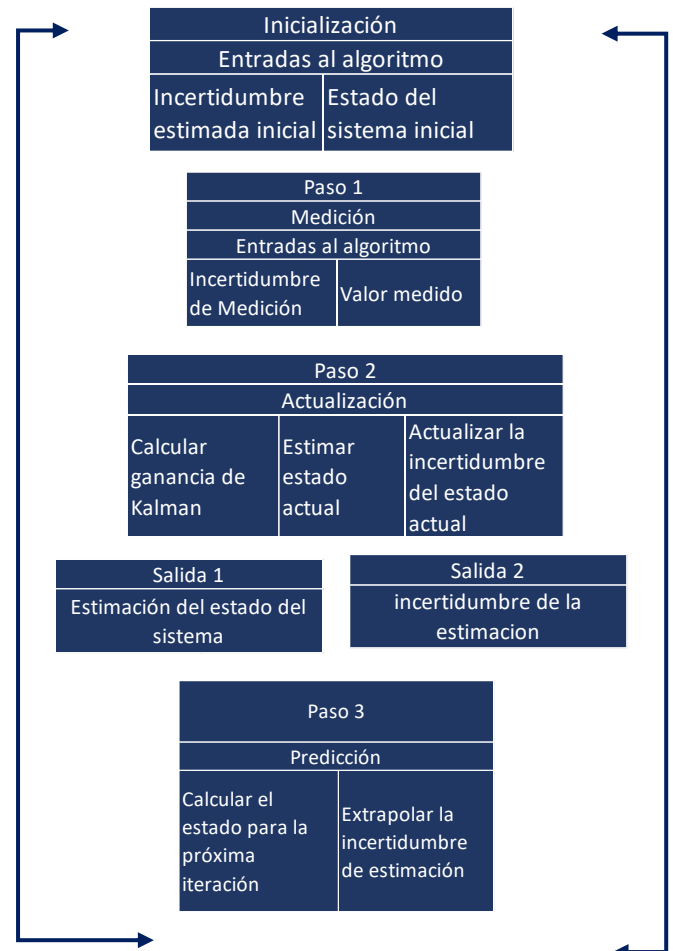 Inicialización
Entradas al algoritmo
Incertidumbre
estimada inicial
Estado del
sistema inicial
Paso 1
Medición
Entradas al algoritmo
Incertidumbre
de Medición
Valor medido
Paso 2
Actualización
Calcular
ganancia de
Kalman
Estimar
estado
actual
Actualizar la
incertidumbre
del estado
actual
Salida 1
Estimación del estado del
sistema
Salida 2
incertidumbre de la
estimacion
Paso 3
Predicción
Calcular el
estado para la
próxima
iteración
Extrapolar la
incertidumbre
de estimación